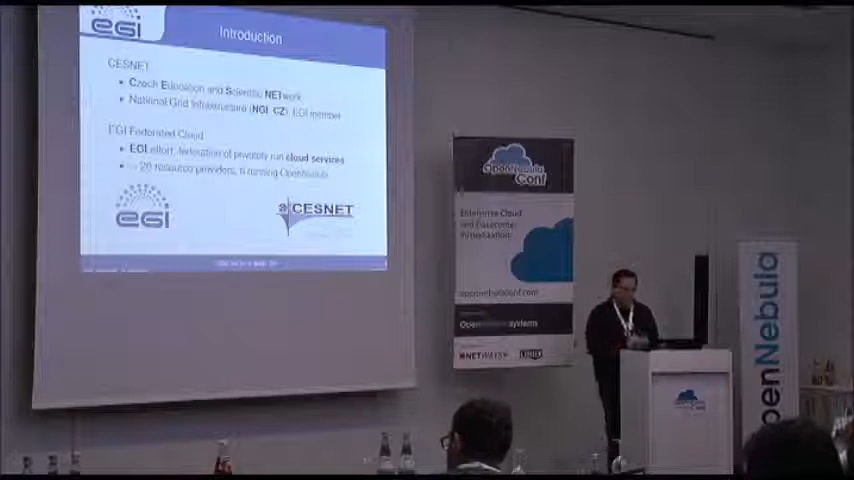 EGI
Introduction
CESNET
Czech Education and Scientific NETwork
National Grid Infrastructure (NGI_CZ), EGI member
EGI Federated Cloud
EGI effort, federation of privately run cloud services
20 resource providers, 6 running OpenNebula
EGI
CESNET
OpenNebula
Conf
Enterprise Cloud
and Datacenter
Virtualization
opennebulaconf.com
OpenNebula systems
NETWAYS
OpenNebula